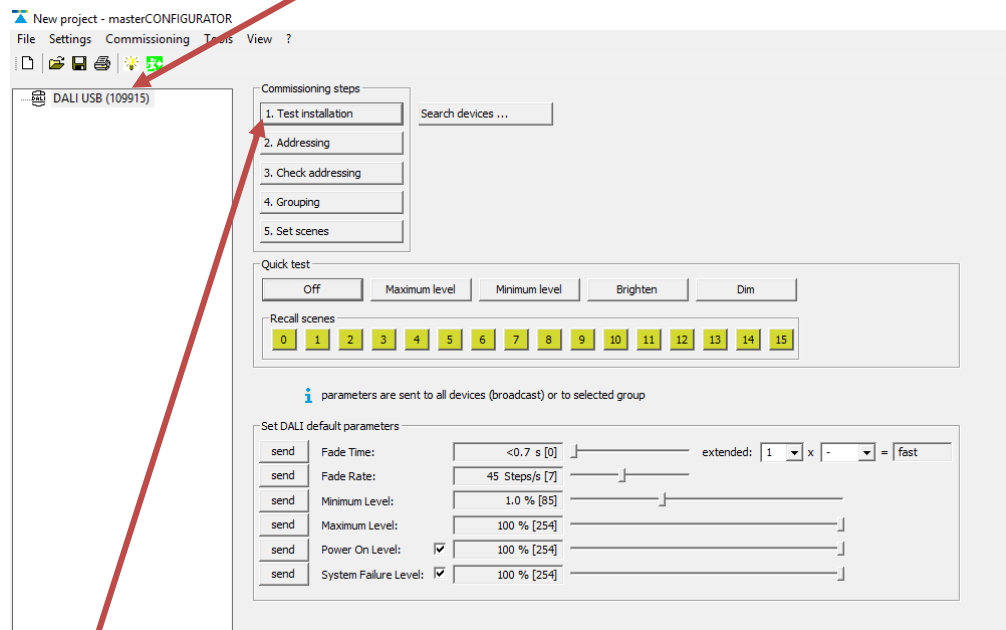 New project - masterCONFIGURATOR
File Settings Commissioning Tools View ?
DALI USB (109915)
Commissioning steps
1. Test installation Search devices ...
2. Addressing
3. Check addressing
4. Grouping
5. Set scenes
Quick test
Off Maximum level Minimum level Brighten Dim
Recall scenes
0 1 2 3 4 5 6 7 8 9 10 11 12 13 14 15
i parameters are sent to all devices (broadcast) or to selected group
Set DALI default parameters
send Fade Time: <0.7 s [0] extended: 1 x - = fast
send Fade Rate: 45 Steps/s [7]
send Minimum Level: 1.0 % [85]
send Maximum Level: 100 % [254]
send Power On Level: 100 % [254]
send System Failure Level: 100 % [254]